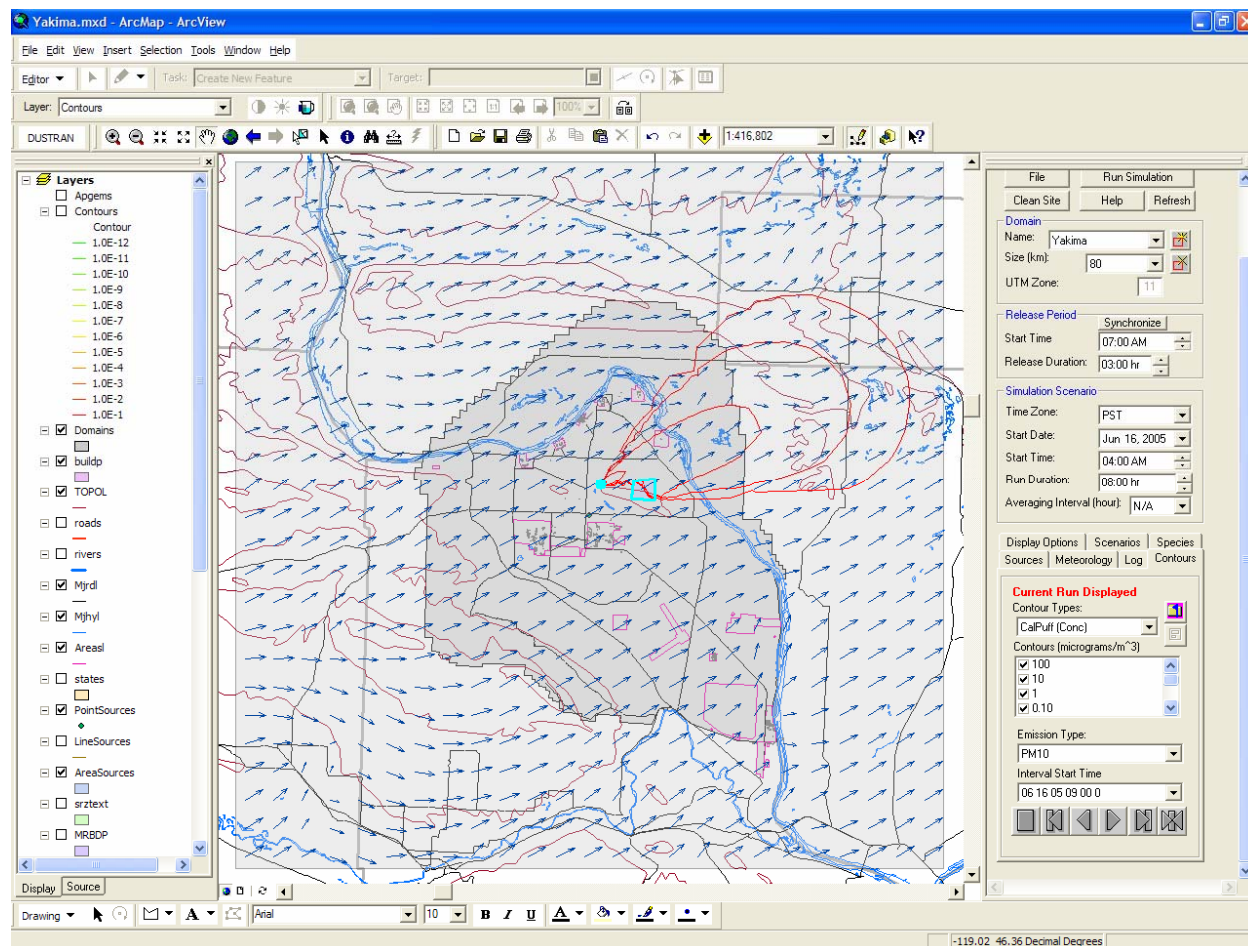 Yakima.mxd - ArcMap - ArcView
File Edit View Insert Selection Tools Window Help
Editor Task: Create New Feature Target:
Layer: Contours 100%
DUSTRAN 1:416,802
Layers
Apgems
Contours
Contour
1.0E-12
1.0E-11
1.0E-10
1.0E-9
1.0E-8
1.0E-7
1.0E-6
1.0E-5
1.0E-4
1.0E-3
1.0E-2
1.0E-1
Domains
buildp
TOPOL
roads
rivers
Mjrdl
Mjhyl
Areasl
states
PointSources
LineSources
AreaSources
srztext
MRBDP
Display Source
File Run Simulation
Clean Site Help Refresh
Domain
Name: Yakima
Size (km): 80
UTM Zone: 11
Release Period
Synchronize
Start Time 07:00 AM
Release Duration: 03:00 hr
Simulation Scenario
Time Zone: PST
Start Date: Jun 16, 2005
Start Time: 04:00 AM
Run Duration: 08:00 hr
Averaging Interval (hour): N/A
Display Options Scenarios Species
Sources Meteorology Log Contours
Current Run Displayed
Contour Types:
CalPuff (Conc)
Contours (micrograms/m^3)
100
10
1
0.10
Emission Type:
PM10
Interval Start Time
06 16 05 09 00 0
Drawing A Arial 10 B I U A
-119.02 46.36 Decimal Degrees